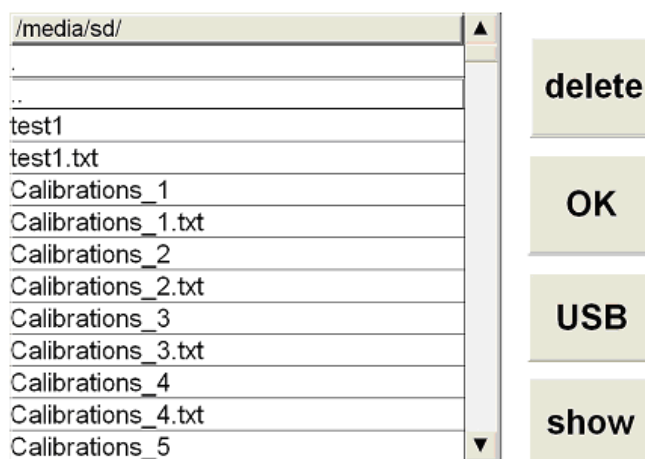 /media/sd/
.
..
test1
test1.txt
Calibrations_1
Calibrations_1.txt
Calibrations_2
Calibrations_2.txt
Calibrations_3
Calibrations_3.txt
Calibrations_4
Calibrations_4.txt
Calibrations_5
delete
OK
USB
show